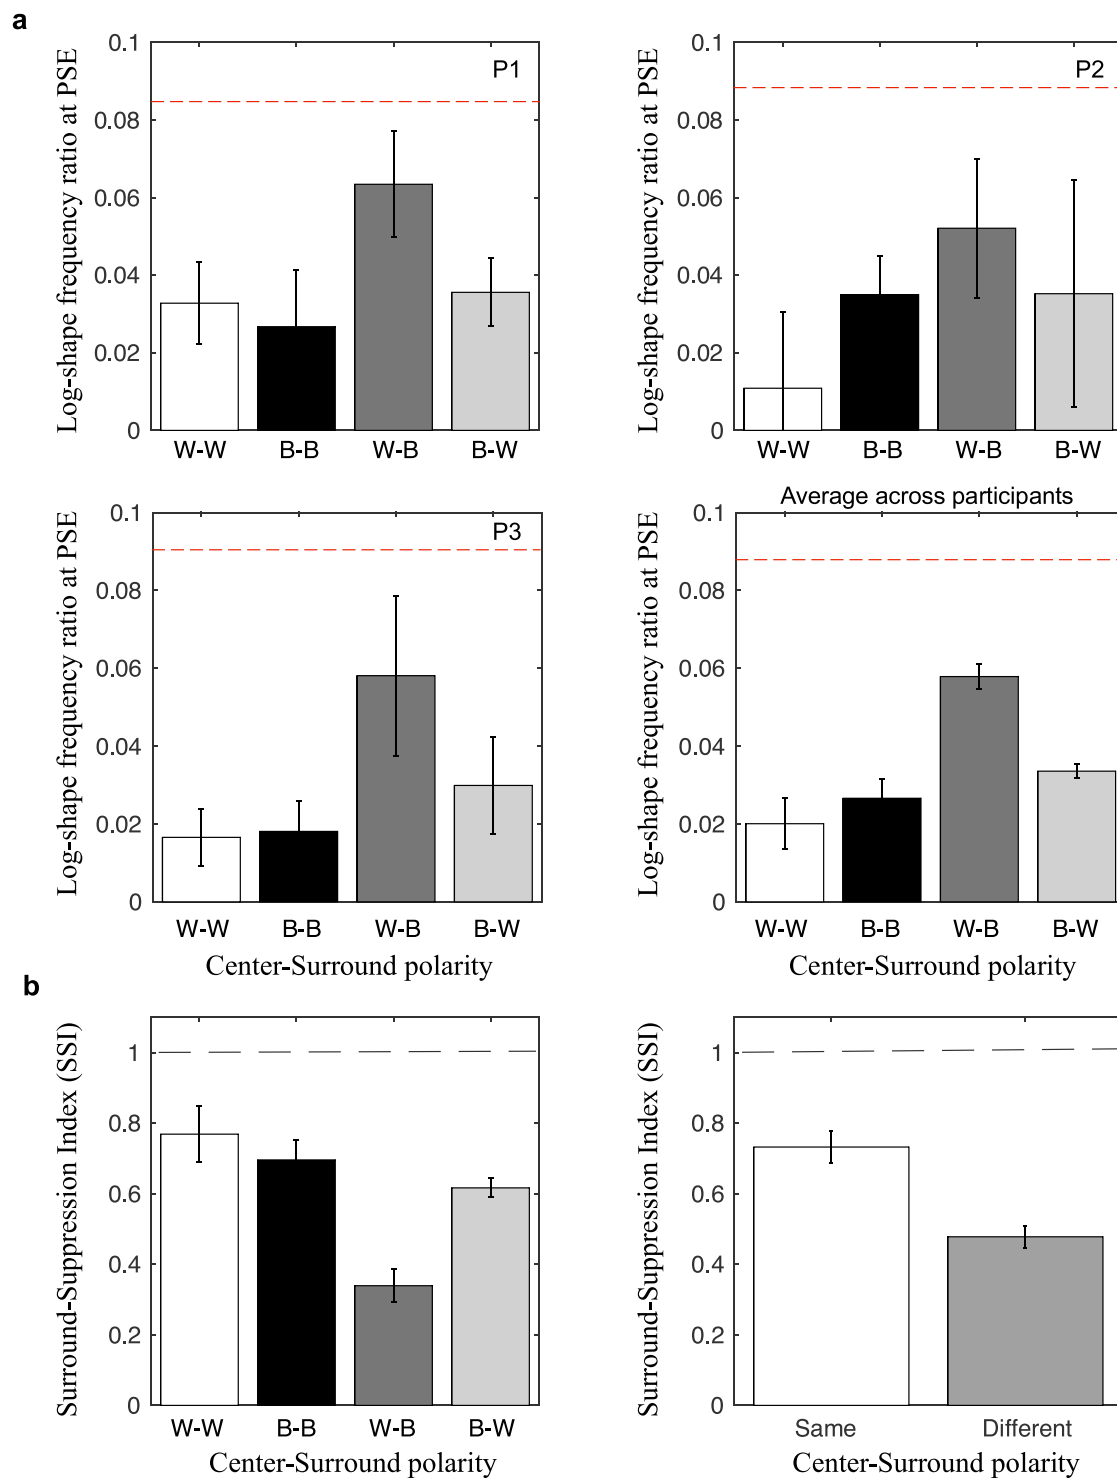 a
Log-shape frequency ratio at PSE
0.1
0.08
0.06
0.04
0.02
0
P1
W-W B-B W-B B-W
Log-shape frequency ratio at PSE
0.1
0.08
0.06
0.04
0.02
0
P2
W-W B-B W-B B-W
Log-shape frequency ratio at PSE
0.1
0.08
0.06
0.04
0.02
0
P3
W-W B-B W-B B-W
Center-Surround polarity
Average across participants
Log-shape frequency ratio at PSE
0.1
0.08
0.06
0.04
0.02
0
W-W B-B W-B B-W
Center-Surround polarity
b
Surround-Suppression Index (SSI)
1
0.8
0.6
0.4
0.2
0
W-W B-B W-B B-W
Center-Surround polarity
Surround-Suppression Index (SSI)
1
0.8
0.6
0.4
0.2
0
Same Different
Center-Surround polarity